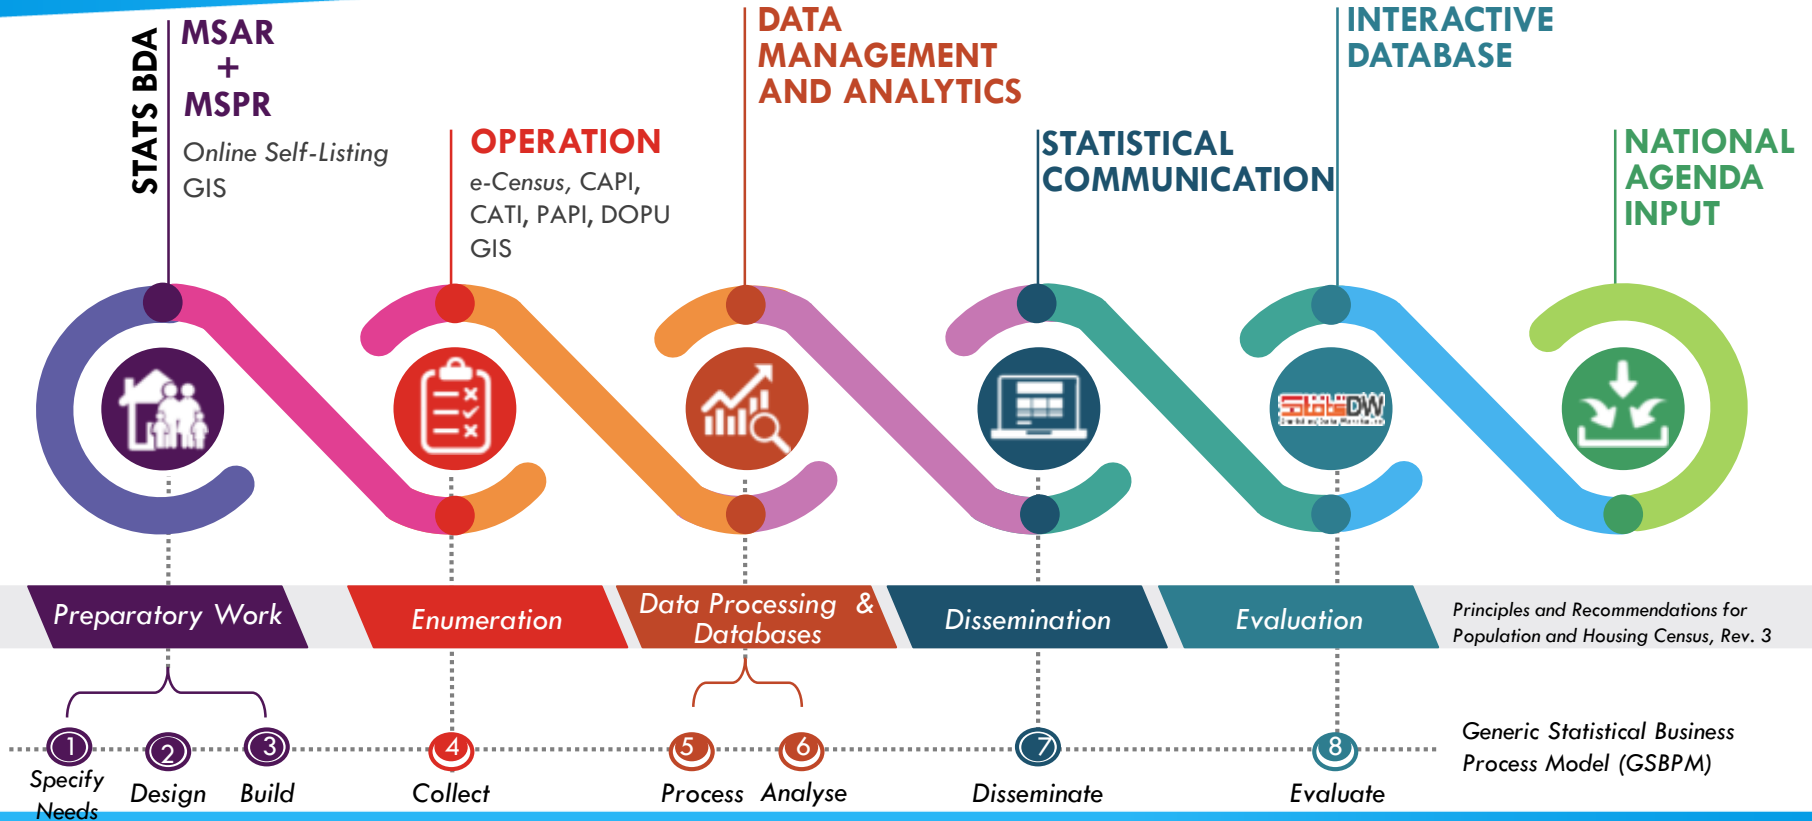 STATS BDA
MSAR
+
MSPR
Online Self-Listing
GIS
OPERATION
e-Census, CAPI,
CATI, PAPI, DOPU
GIS
DATA
MANAGEMENT
AND ANALYTICS
STATISTICAL
COMMUNICATION
INTERACTIVE
DATABASE
NATIONAL
AGENDA
INPUT
DW
Preparatory Work
Enumeration
Data Processing &
Databases
Dissemination
Evaluation
Principles and Recommendations for
Population and Housing Census, Rev. 3
1
2
3
4
5
6
7
8
Specify
Needs
Design
Build
Collect
Process
Analyse
Disseminate
Evaluate
Generic Statistical Business
Process Model (GSBPM)